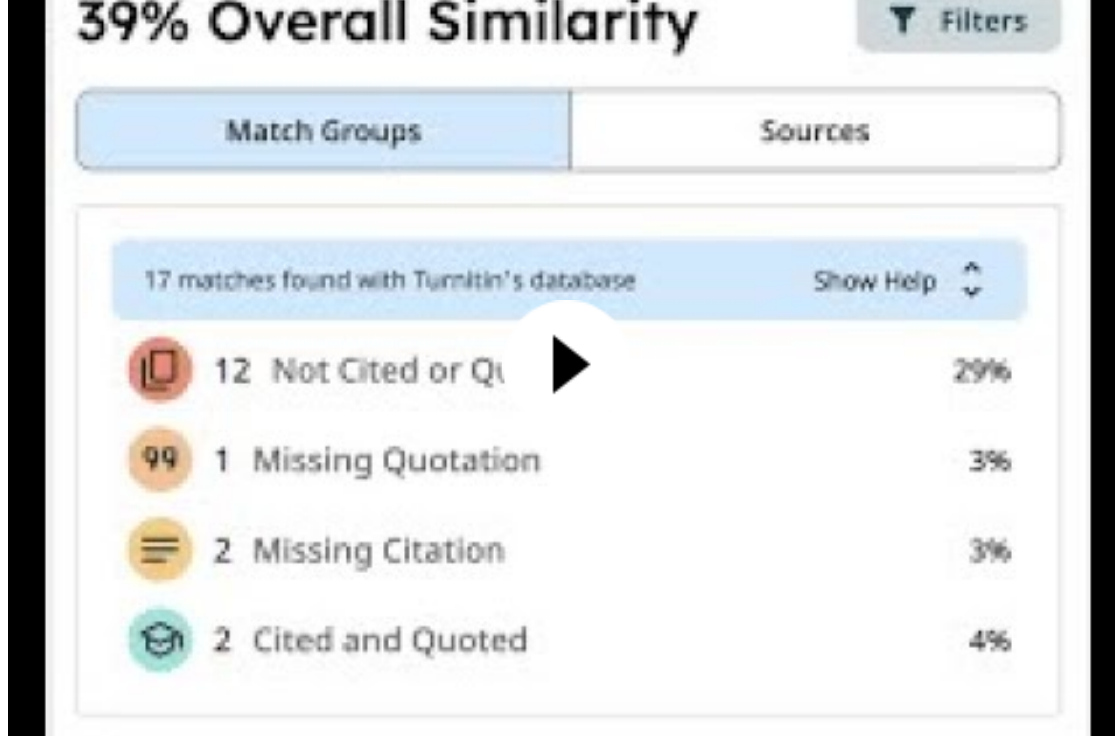 39% Overall Similarity
Filters
Match Groups
Sources
17 matches found with Turnitin's database
Show Help
12 Not Cited or
29%
99 1 Missing Quotation
3%
2 Missing Citation
3%
2 Cited and Quoted
4%